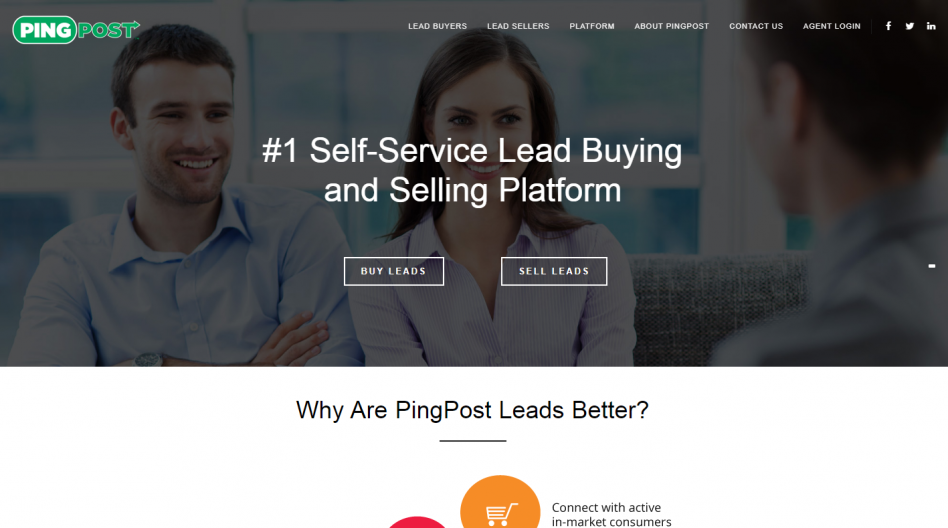 PINGPOST
LEAD BUYERS LEAD SELLERS PLATFORM ABOUT PINGPOST CONTACT US AGENT LOGIN
#1 Self-Service Lead Buying
and Selling Platform
BUY LEADS SELL LEADS
Why Are PingPost Leads Better?
Connect with active
in-market consumers